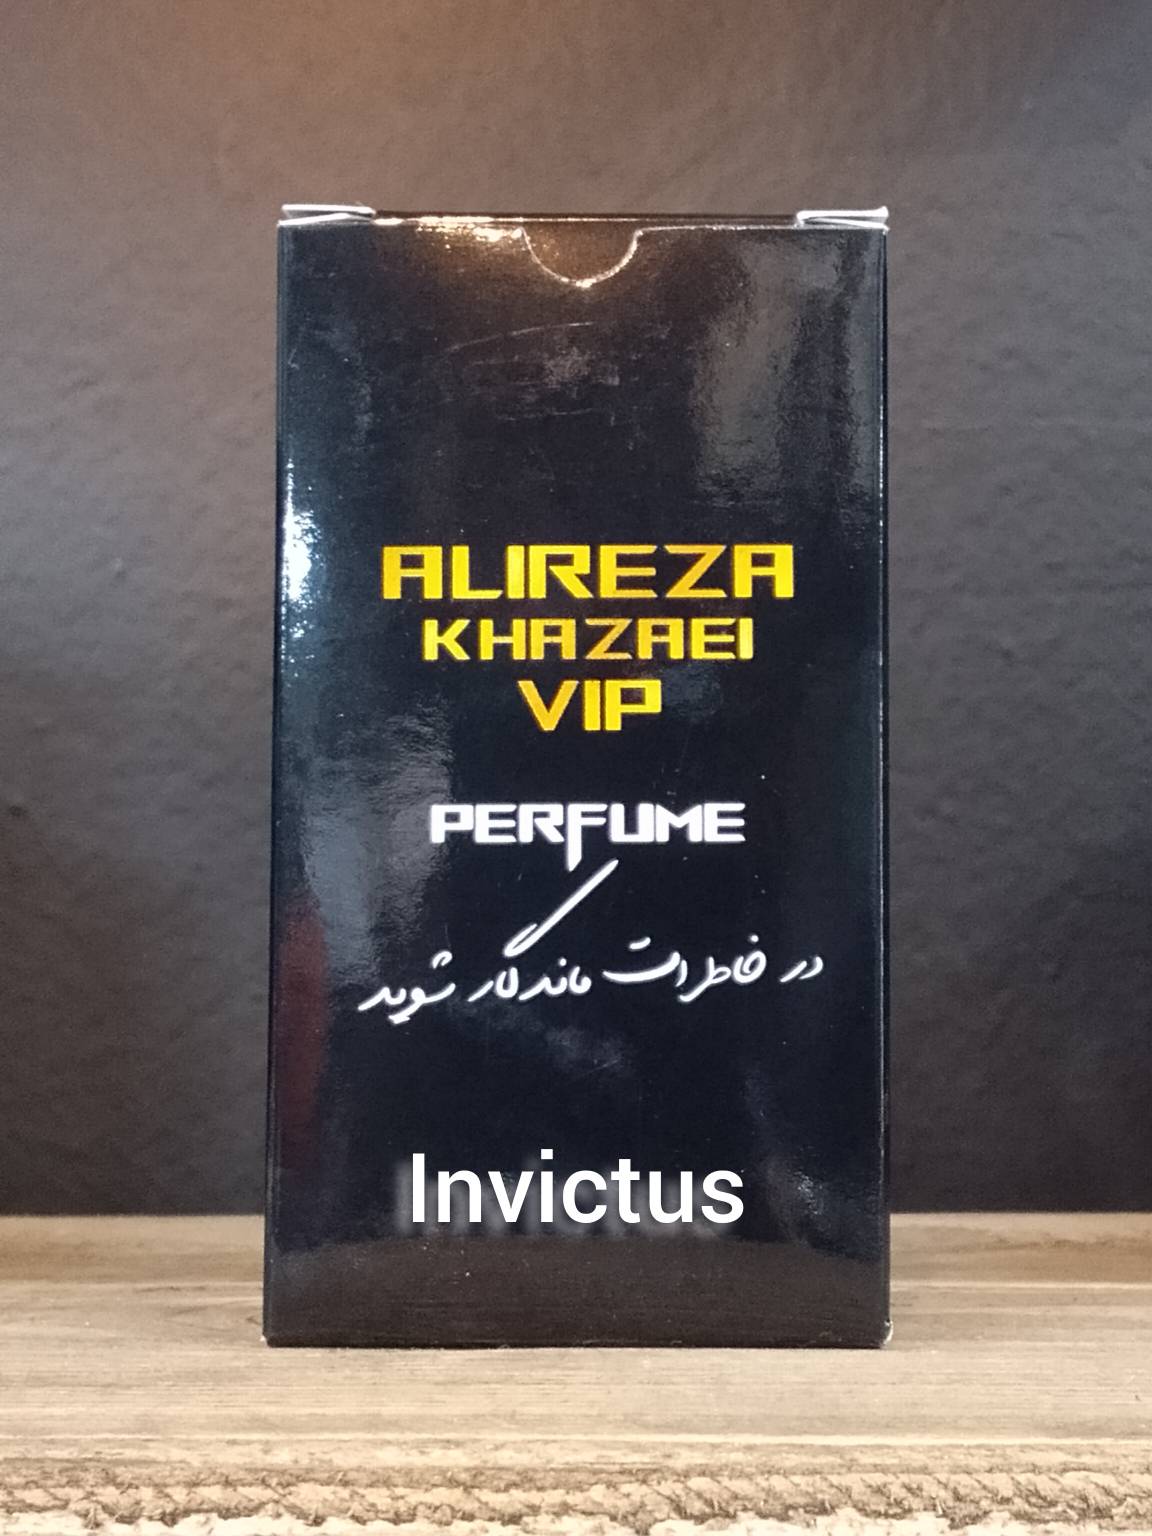 ALIREZA
KHAZAEI
VIP
PERFUME
در خاطرات ماندگار شوید
Invictus